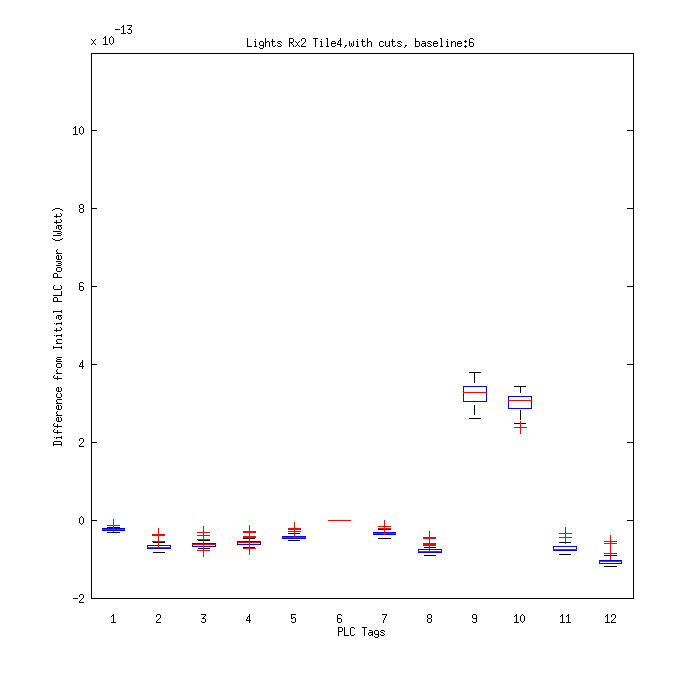 x 10-13
Lights Rx2 Tile4,with cuts, baseline:6
10
8
6
4
2
0
-2
Difference from Initial PLC Power (Watt)
1 2 3 4 5 6 7 8 9 10 11 12
PLC Tags